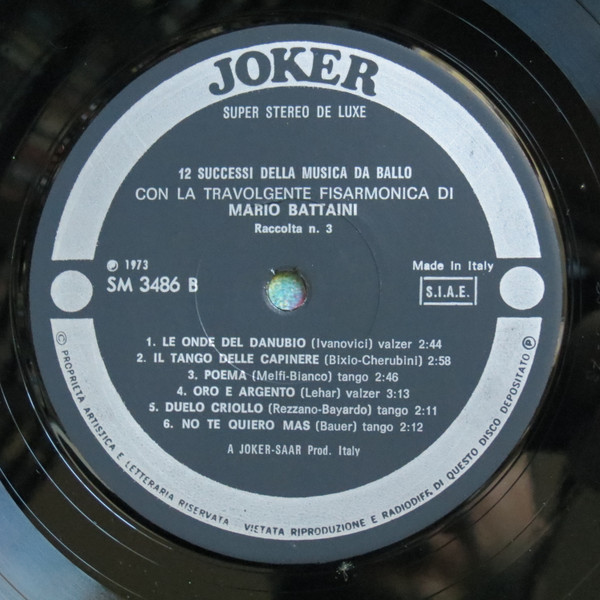 JOKER
SUPER STEREO DE LUXE
12 SUCCESSI DELLA MUSICA DA BALLO
CON LA TRAVOLGENTE FISARMONICA DI
MARIO BATTAINI
Raccolta n. 3
℗ 1973
SM 3486 B
Made In Italy
S.I.A.E.
1. LE ONDE DEL DANUBIO (Ivanovici) valzer 2:44
2. IL TANGO DELLE CAPINERE (Bixio-Cherubini) 2:58
3. POEMA (Melfi-Bianco) tango 2:46
4. ORO E ARGENTO (Lehar) valzer 3:13
5. DUELO CRIOLLO (Rezzano-Bayardo) tango 2:11
6. NO TE QUIERO MAS (Bauer) tango 2:12
A JOKER-SAAR Prod. Italy
© PROPRIETA ARTISTICA E LETTERARIA RISERVATA - VIETATA RIPRODUZIONE E RADIODIFF. DI QUESTO DISCO DEPOSITATO ℗